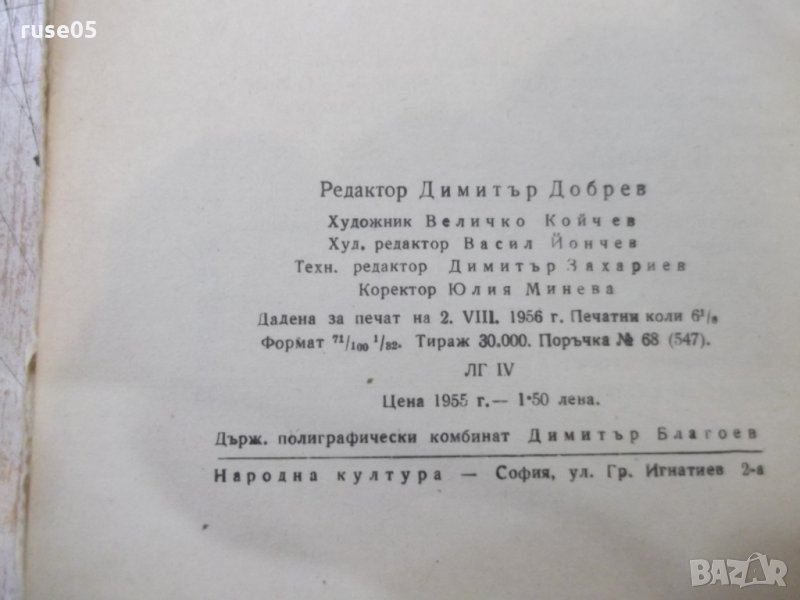 ruse05
Редактор Димитър Добрев
Художник Величко Койчев
Худ. редактор Васил Йончев
Техн. редактор Димитър Захариев
Коректор Юлия Минева
Дадена за печат на 2. VIII. 1956 г. Печатни коли 6¹/₈
Формат ⁷¹/₁₀₀ ¹/₃₂. Тираж 30.000. Поръчка № 68 (547).
ЛГ IV
Цена 1955 г.— 1·50 лева.
Държ. полиграфически комбинат Димитър Благоев
Народна култура — София, ул. Гр. Игнатиев 2-а
BAZAR